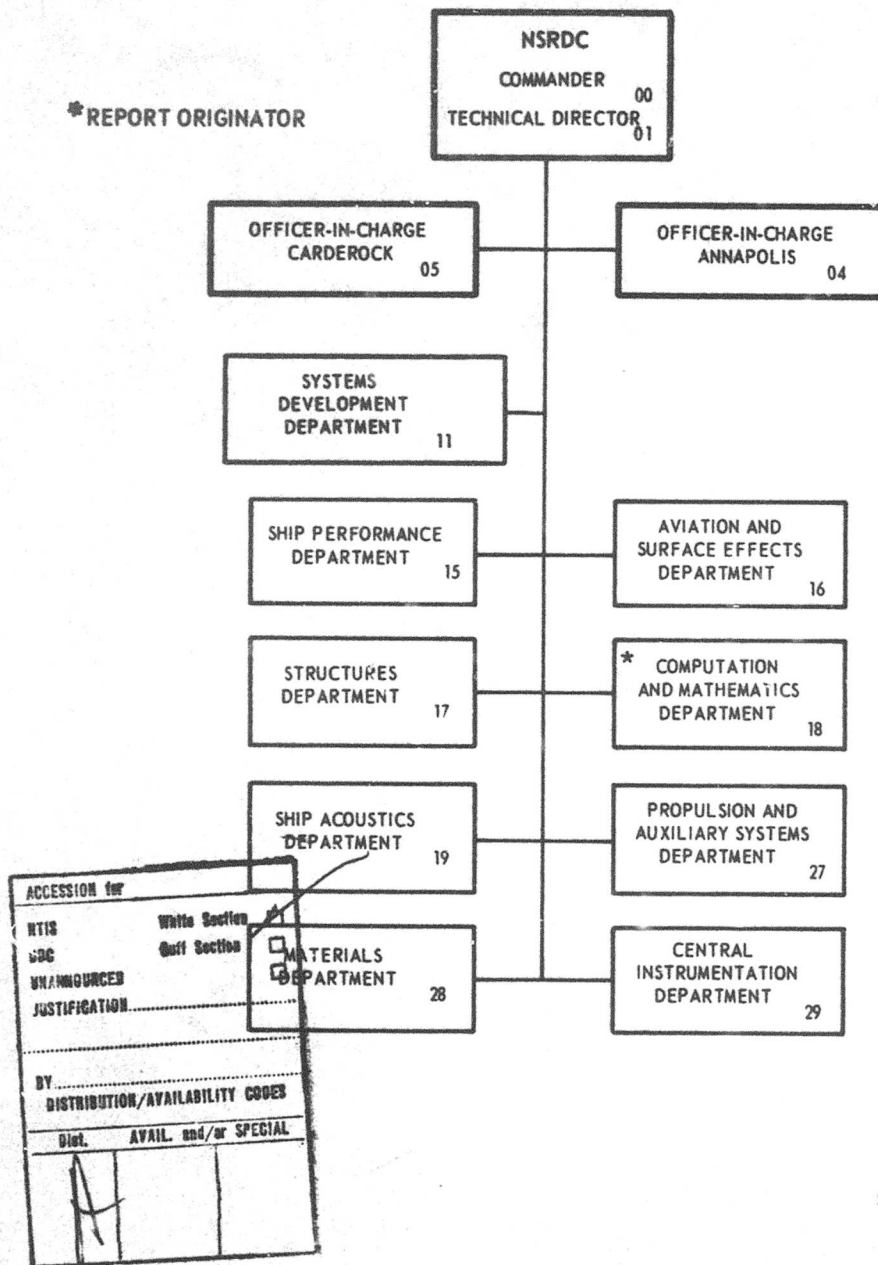 NSRDC
COMMANDER
00
TECHNICAL DIRECTOR
01
*REPORT ORIGINATOR
OFFICER-IN-CHARGE
CARDEROCK
05
OFFICER-IN-CHARGE
ANNAPOLIS
04
SYSTEMS
DEVELOPMENT
DEPARTMENT
11
SHIP PERFORMANCE
DEPARTMENT
15
AVIATION AND
SURFACE EFFECTS
DEPARTMENT
16
STRUCTURES
DEPARTMENT
17
* COMPUTATION
AND MATHEMATICS
DEPARTMENT
18
SHIP ACOUSTICS
DEPARTMENT
19
PROPULSION AND
AUXILIARY SYSTEMS
DEPARTMENT
27
MATERIALS
DEPARTMENT
28
CENTRAL
INSTRUMENTATION
DEPARTMENT
29
ACCESSION for
NTIS White Section
DDC Buff Section
UNANNOUNCED
JUSTIFICATION
BY
DISTRIBUTION/AVAILABILITY CODES
Dist. AVAIL. and/or SPECIAL